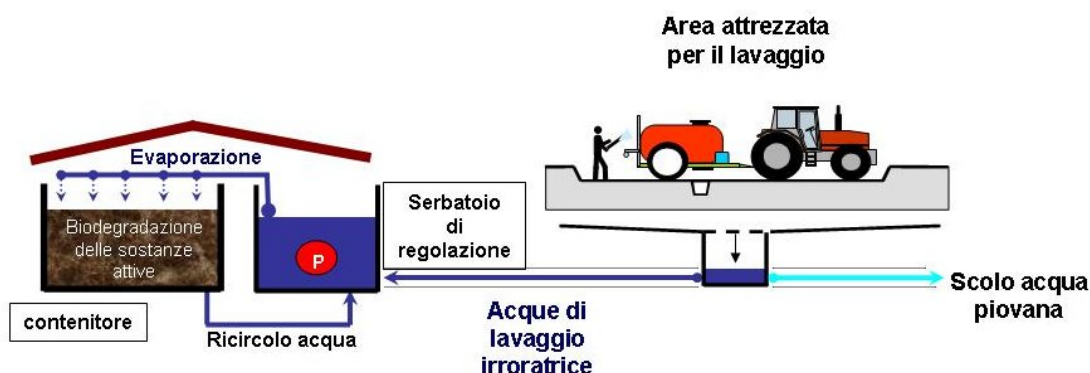 Area attrezzata
per il lavaggio
Evaporazione
Biodegradazione
delle sostanze
attive
P
Serbatoio
di
regolazione
contenitore
Ricircolo acqua
Acque di
lavaggio
irroratrice
Scolo acqua
piovana